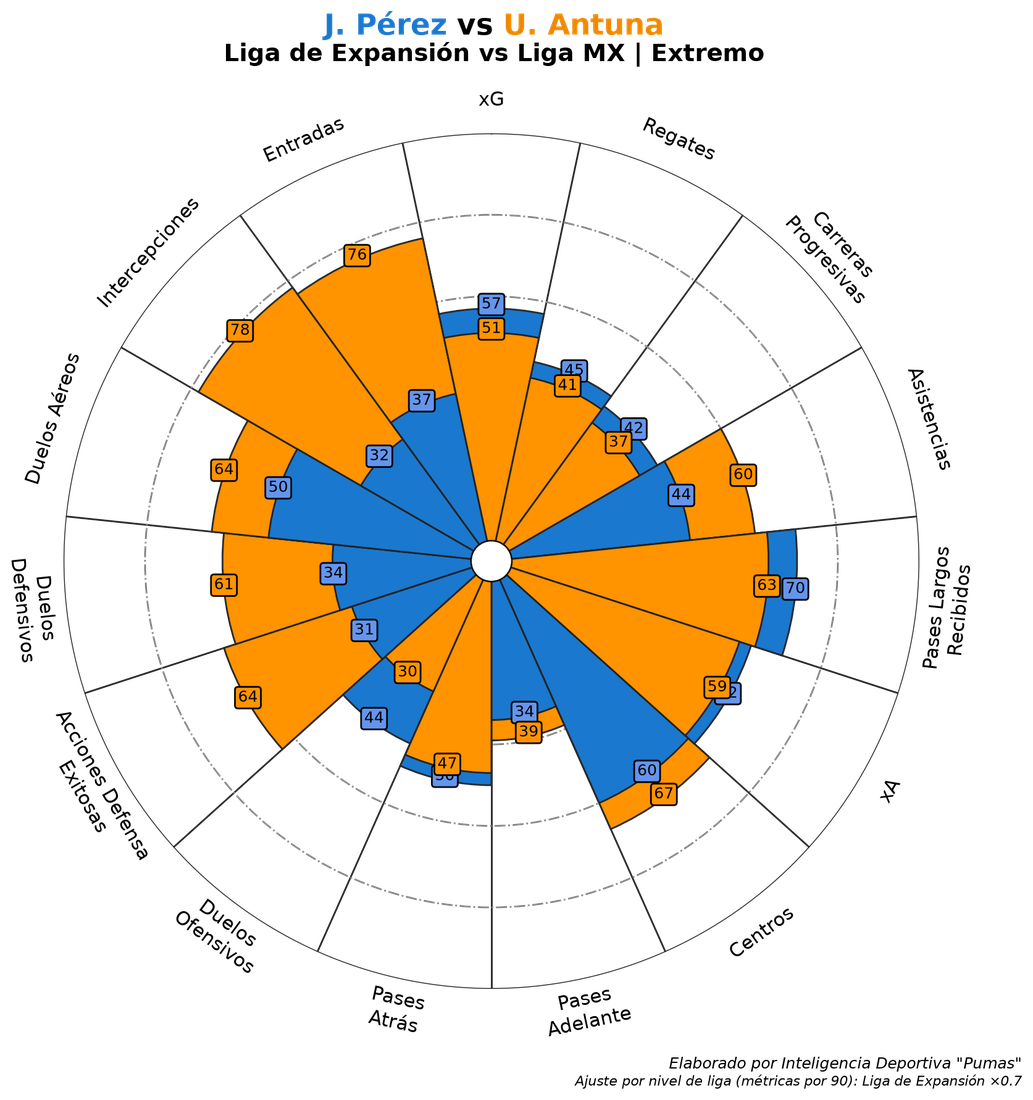 J. Pérez vs U. Antuna
Liga de Expansión vs Liga MX | Extremo
xG
Regates
Carreras
Progresivas
Asistencias
Pases Largos
Recibidos
xA
Centros
Pases
Adelante
Pases
Atrás
Duelos
Ofensivos
Acciones Defensa
Exitosas
Duelos
Defensivos
Duelos Aéreos
Intercepciones
Entradas
57
51
45
41
42
37
60
44
63
70
59
60
67
34
39
47
30
44
31
64
34
61
50
64
32
78
37
76
Elaborado por Inteligencia Deportiva "Pumas"
Ajuste por nivel de liga (métricas por 90): Liga de Expansión ×0.7